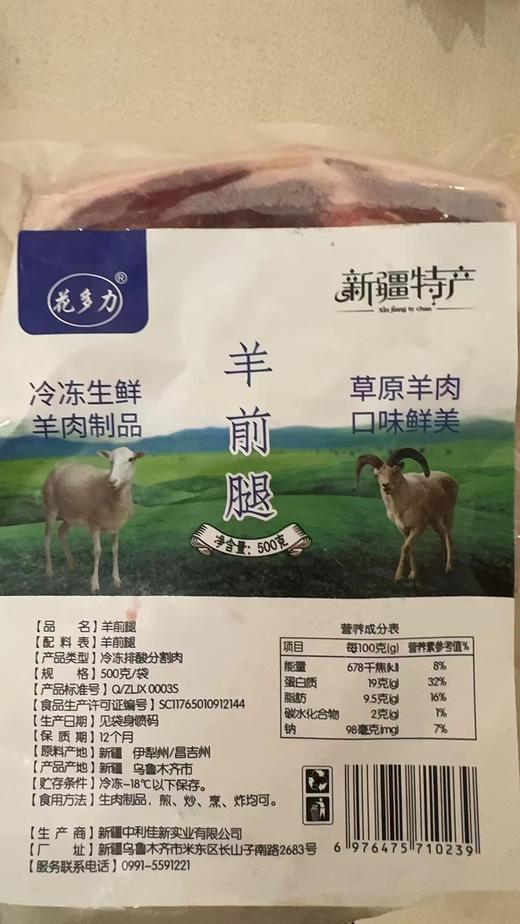 花多力®
新疆特产
Xin jiang te chan
冷冻生鲜
羊肉制品
羊前腿
草原羊肉
口味鲜美
净含量：500克
【品 名】羊前腿
【配 料 表】羊前腿
【产品类型】冷冻排酸分割肉
【规 格】500克/袋
【产品标准号】Q/ZLJX 0003S
【食品生产许可证编号】SC11765010912144
【生产日期】见袋身喷码
【保 质 期】12个月
【原料产地】新疆 伊犁州/昌吉州
【产品产地】新疆 乌鲁木齐市
【贮存条件】冷冻-18℃以下保存。
【食用方法】生肉制品，煎、炒、烹、炸均可。
【生 产 商】新疆中利佳新实业有限公司
【厂 址】新疆乌鲁木齐市米东区长山子南路2683号
【服务联系电话】0991-5591221
营养成分表
项目 每100克(g) 营养素参考值%
能量 678千焦(kJ) 8%
蛋白质 19克(g) 32%
脂肪 9.5克(g) 16%
碳水化合物 2克(g) 1%
钠 98毫克(mg) 7%
6 976475 710239